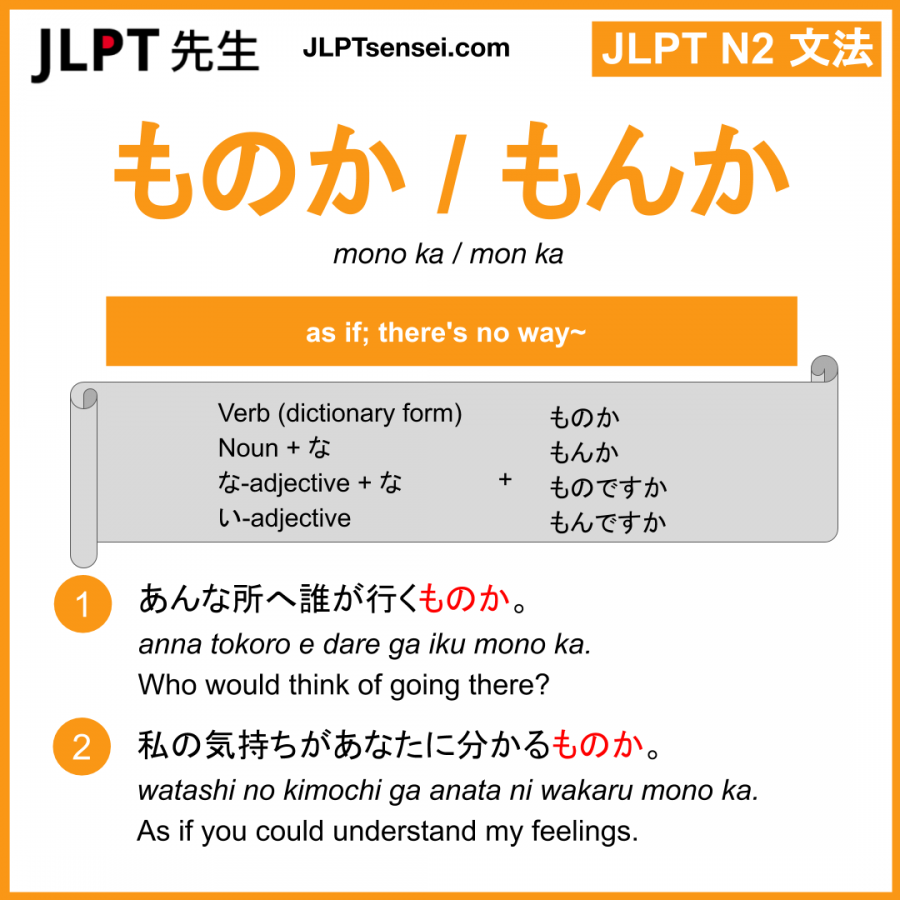 JLPT 先生
JLPTsensei.com
JLPT N2 文法
ものか / もんか
mono ka / mon ka
as if; there's no way~
Verb (dictionary form)
Noun + な
な-adjective + な
い-adjective
+
ものか
もんか
ものですか
もんですか
1
あんな所へ誰が行くものか。
anna tokoro e dare ga iku mono ka.
Who would think of going there?
2
私の気持ちがあなたに分かるものか。
watashi no kimochi ga anata ni wakaru mono ka.
As if you could understand my feelings.